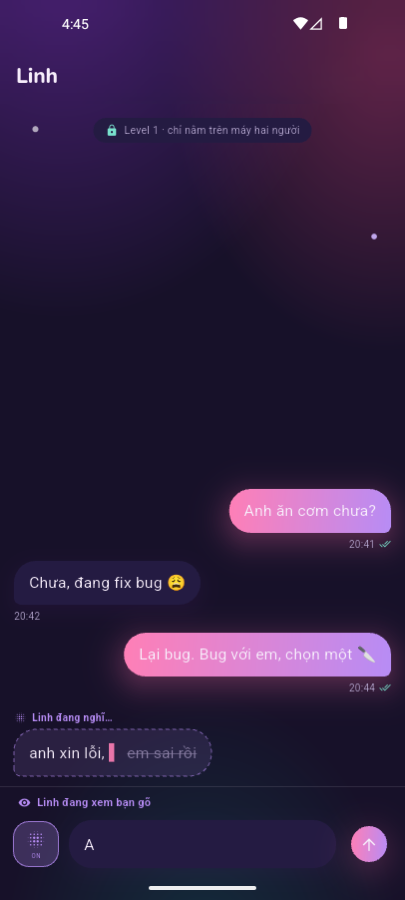 4:45
Linh
Level 1 · chỉ nằm trên máy hai người
Anh ăn cơm chưa?
20:41
Chưa, đang fix bug 😩
20:42
Lại bug. Bug với em, chọn một 🔪
20:44
Linh đang nghĩ...
anh xin lỗi, em sai rồi
Linh đang xem bạn gõ
ON
A